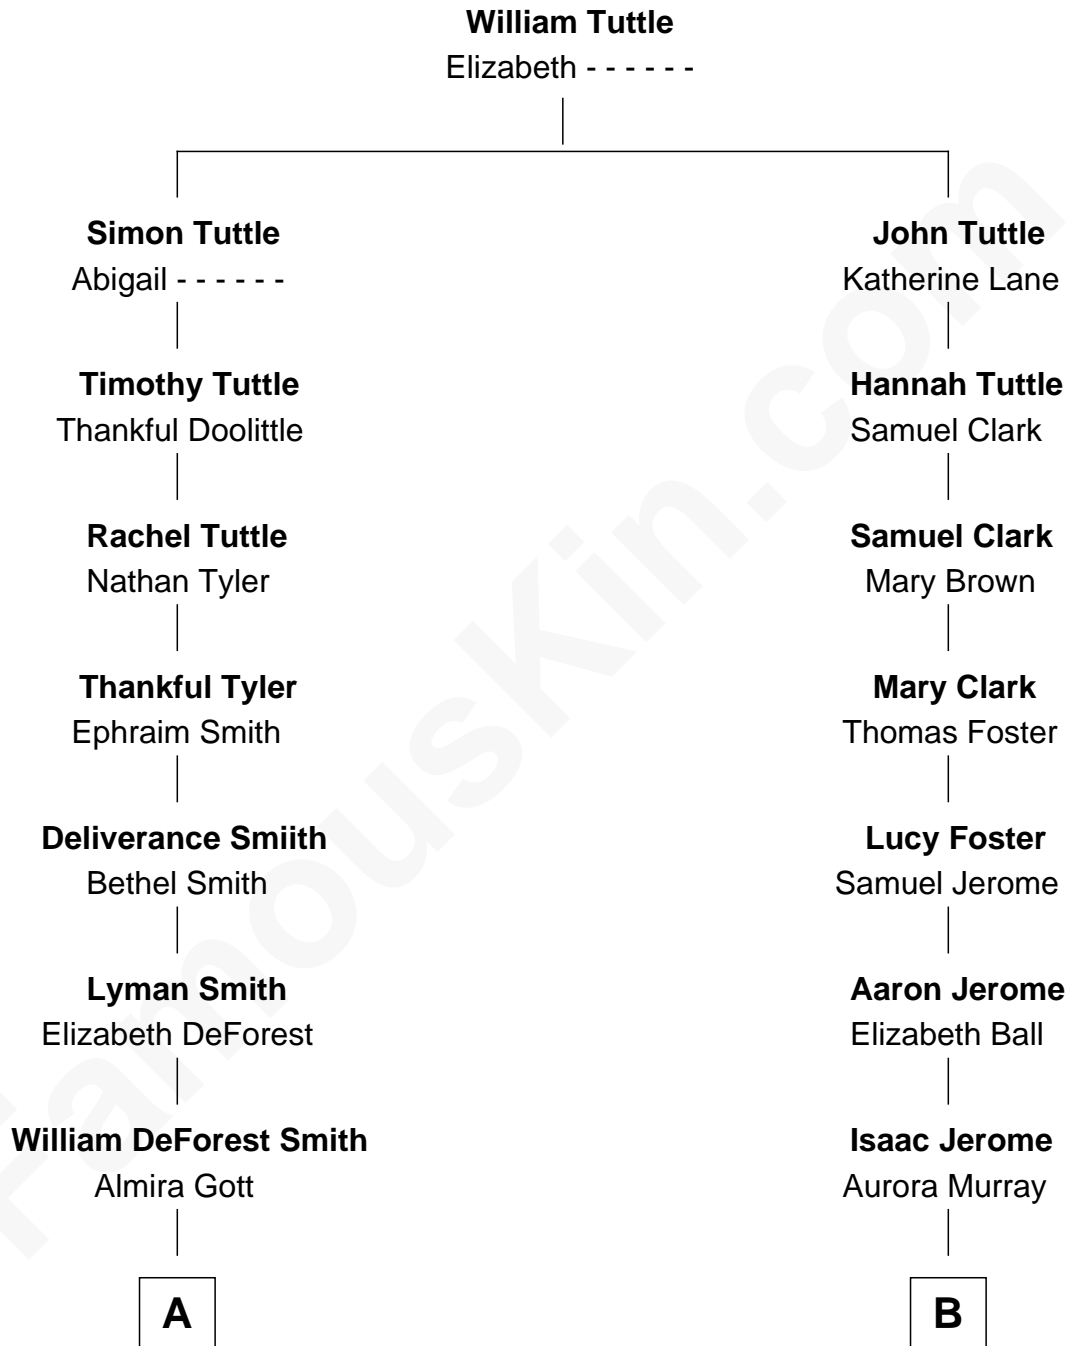 William Tuttle
Elizabeth - - - - - -
Simon Tuttle
Abigail - - - - - -
John Tuttle
Katherine Lane
Timothy Tuttle
Thankful Doolittle
Hannah Tuttle
Samuel Clark
Rachel Tuttle
Nathan Tyler
Samuel Clark
Mary Brown
Thankful Tyler
Ephraim Smith
Mary Clark
Thomas Foster
Deliverance Smiith
Bethel Smith
Lucy Foster
Samuel Jerome
Lyman Smith
Elizabeth DeForest
Aaron Jerome
Elizabeth Ball
William DeForest Smith
Almira Gott
Isaac Jerome
Aurora Murray
A
B
FamousKin.com